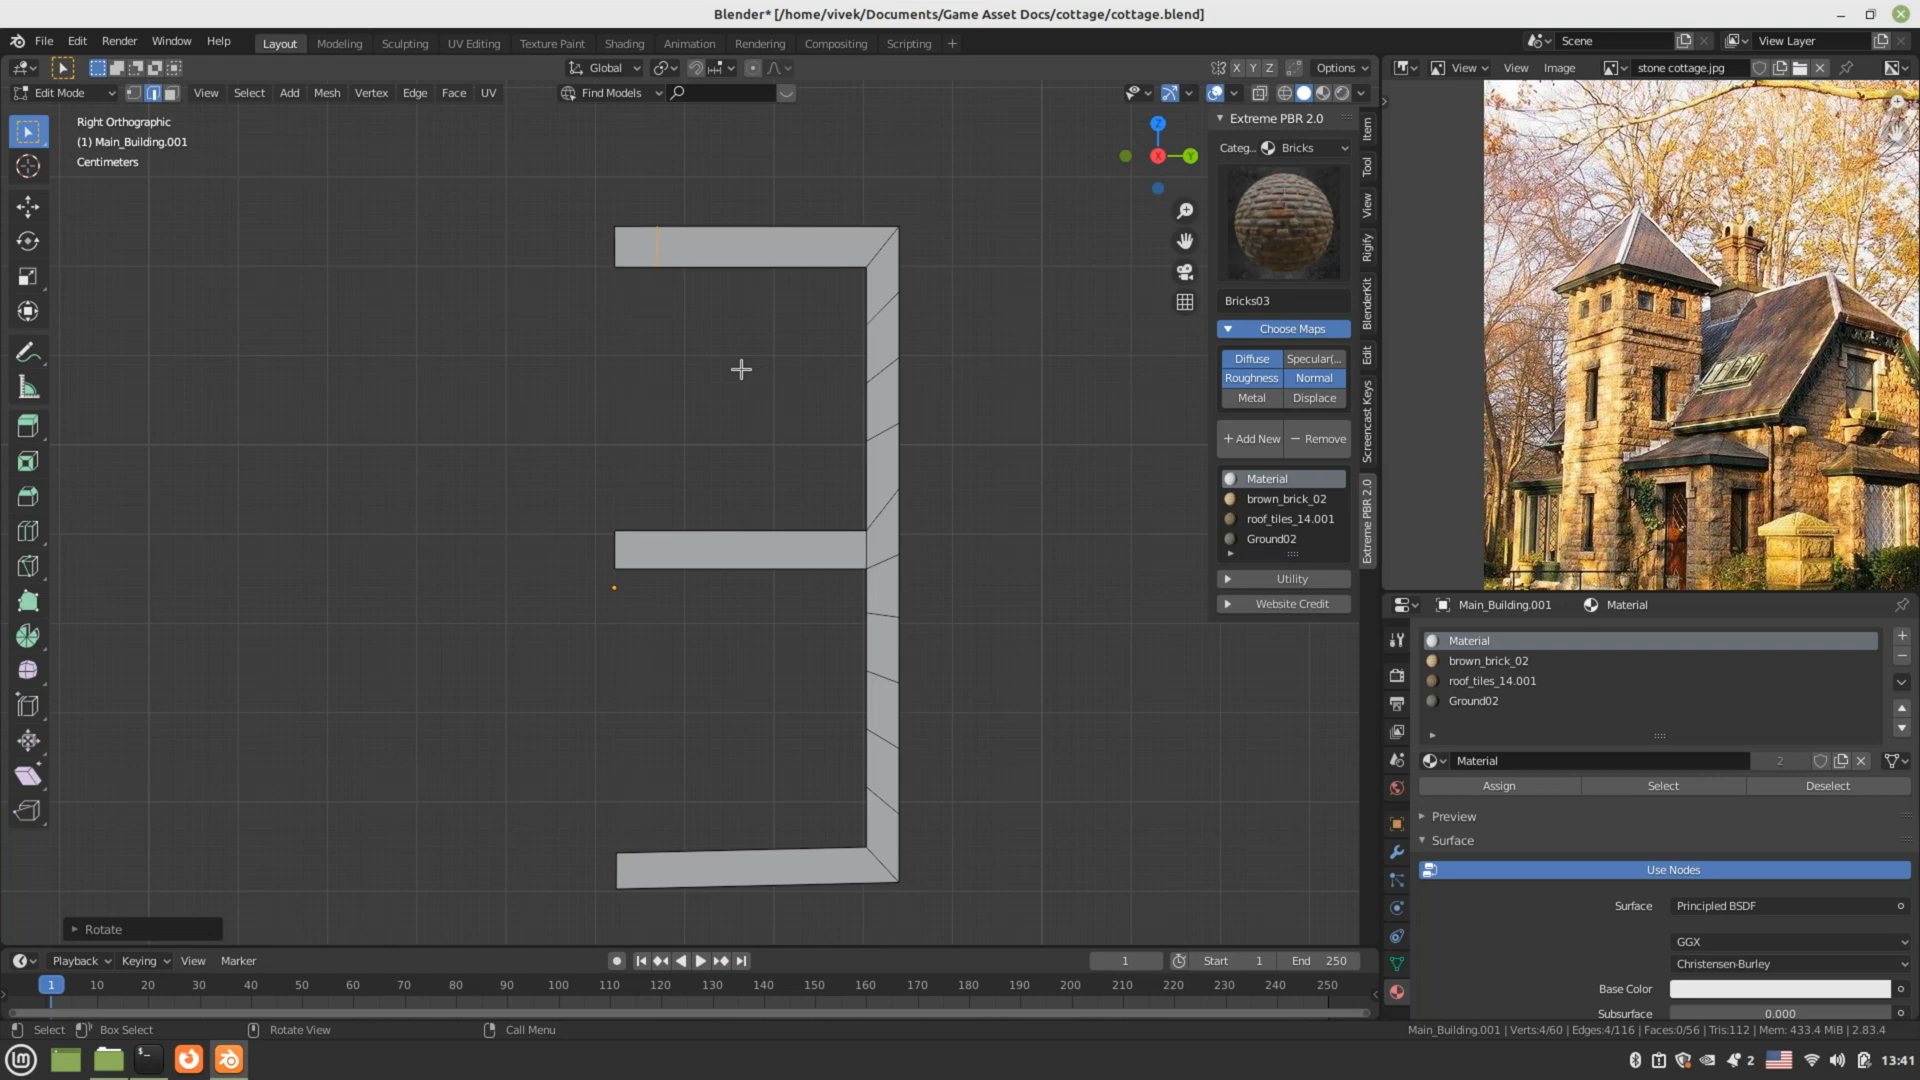 Blender* [/home/vivek/Documents/Game Asset Docs/cottage/cottage.blend]
File Edit Render Window Help Layout Modeling Sculpting UV Editing Texture Paint Shading Animation Rendering Compositing Scripting + Scene View Layer
Global Options View View Image stone cottage.jpg
X Y Z
Edit Mode View Select Add Mesh Vertex Edge Face UV Find Models
Right Orthographic
(1) Main_Building.001
Centimeters
Z
X Y
Extreme PBR 2.0
Categ... Bricks
Bricks03
Choose Maps
Diffuse Specular(...
Roughness Normal
Metal Displace
+ Add New − Remove
Material
brown_brick_02
roof_tiles_14.001
Ground02
Utility
Website Credit
Item
Tool
View
Rigify
BlenderKit
Edit
Screencast Keys
Extreme PBR 2.0
Main_Building.001 Material
Material
brown_brick_02
roof_tiles_14.001
Ground02
Material 2
Assign Select Deselect
Preview
Surface
Use Nodes
Surface Principled BSDF
GGX
Christensen-Burley
Base Color
Subsurface 0.000
Rotate
Playback Keying View Marker 1 Start 1 End 250
1 10 20 30 40 50 60 70 80 90 100 110 120 130 140 150 160 170 180 190 200 210 220 230 240 250
Select Box Select Rotate View Call Menu Main_Building.001 | Verts:4/60 | Edges:4/116 | Faces:0/56 | Tris:112 | Mem: 433.4 MiB | 2.83.4
2 13:41